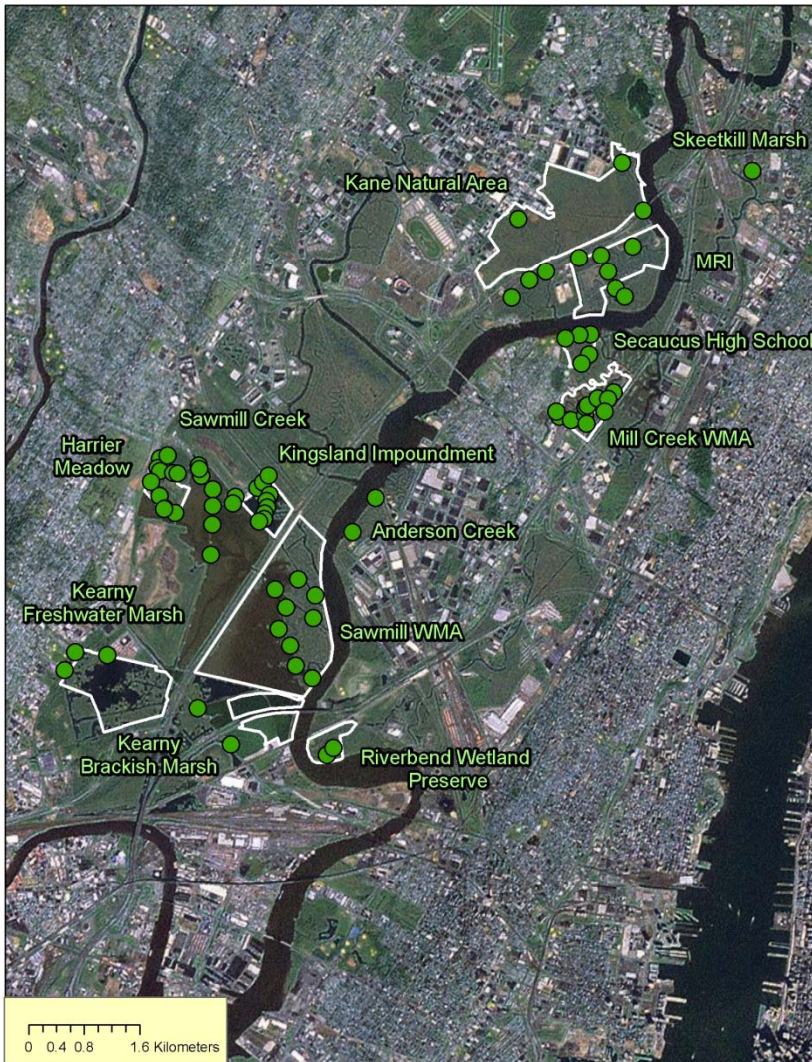 Skeetkill Marsh
Kane Natural Area
MRI
Secaucus High School
Sawmill Creek
Harrier
Meadow
Kingsland Impoundment
Mill Creek WMA
Anderson Creek
Kearny
Freshwater Marsh
Sawmill WMA
Kearny
Brackish Marsh
Riverbend Wetland
Preserve
0 0.4 0.8 1.6 Kilometers